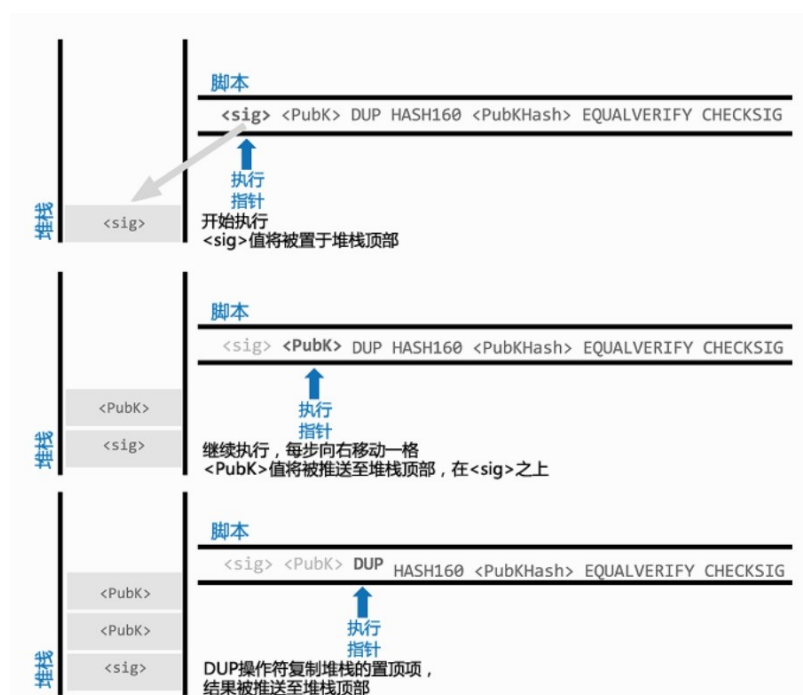 脚本
<sig> <PubK> DUP HASH160 <PubKHash> EQUALVERIFY CHECKSIG
执行
指针
堆栈
<sig>
开始执行
<sig>值将被置于堆栈顶部
脚本
<sig> <PubK> DUP HASH160 <PubKHash> EQUALVERIFY CHECKSIG
执行
指针
堆栈
<PubK>
<sig>
继续执行，每步向右移动一格
<PubK>值将被推送至堆栈顶部，在<sig>之上
脚本
<sig> <PubK> DUP HASH160 <PubKHash> EQUALVERIFY CHECKSIG
执行
指针
堆栈
<PubK>
<PubK>
<sig>
DUP操作符复制堆栈的置顶项，
结果被推送至堆栈顶部